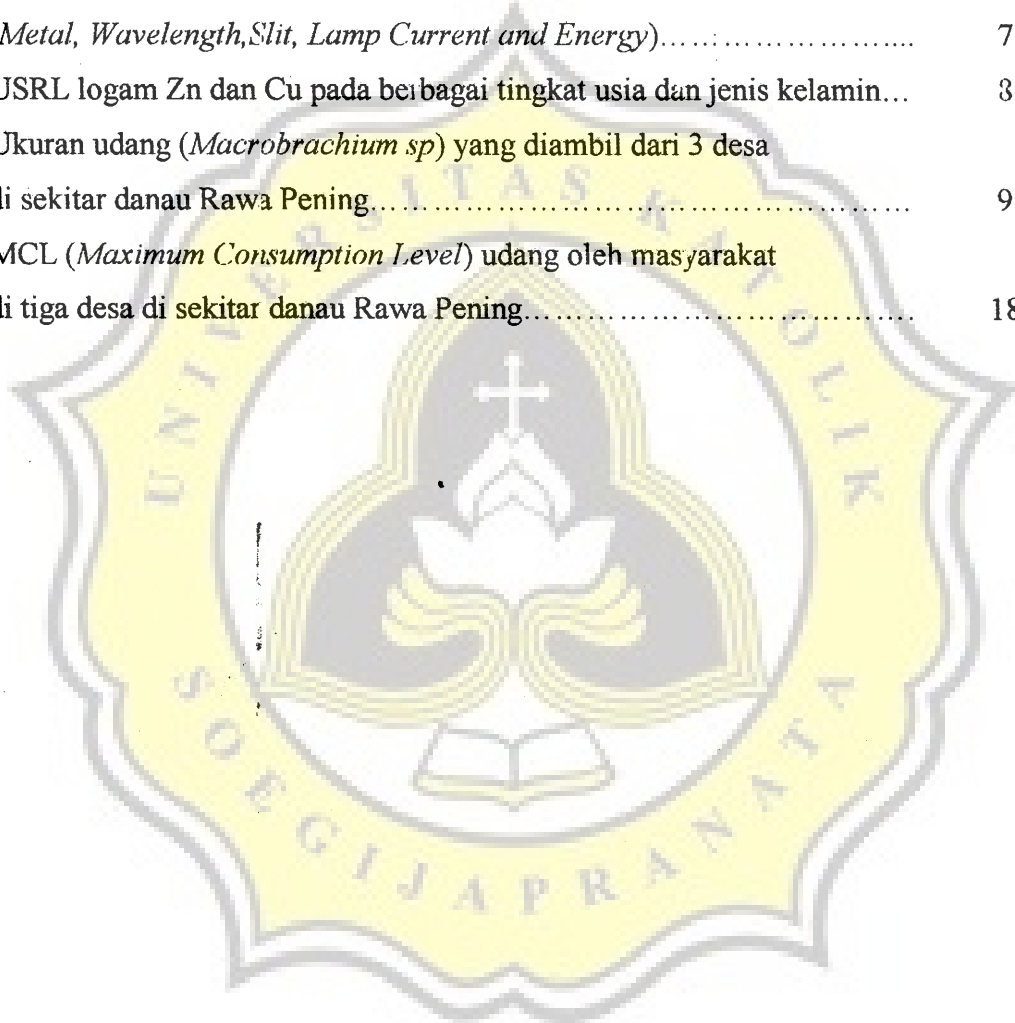 Metal, Wavelength,Slit, Lamp Current and Energy)........................ 7
USRL logam Zn dan Cu pada berbagai tingkat usia dan jenis kelamin... 8
Ukuran udang (Macrobrachium sp) yang diambil dari 3 desa
di sekitar danau Rawa Pening................................................ 9
MCL (Maximum Consumption Level) udang oleh masyarakat
di tiga desa di sekitar danau Rawa Pening................................... 18
UNIVERSITAS KATOLIK
SOEGIJAPRANATA